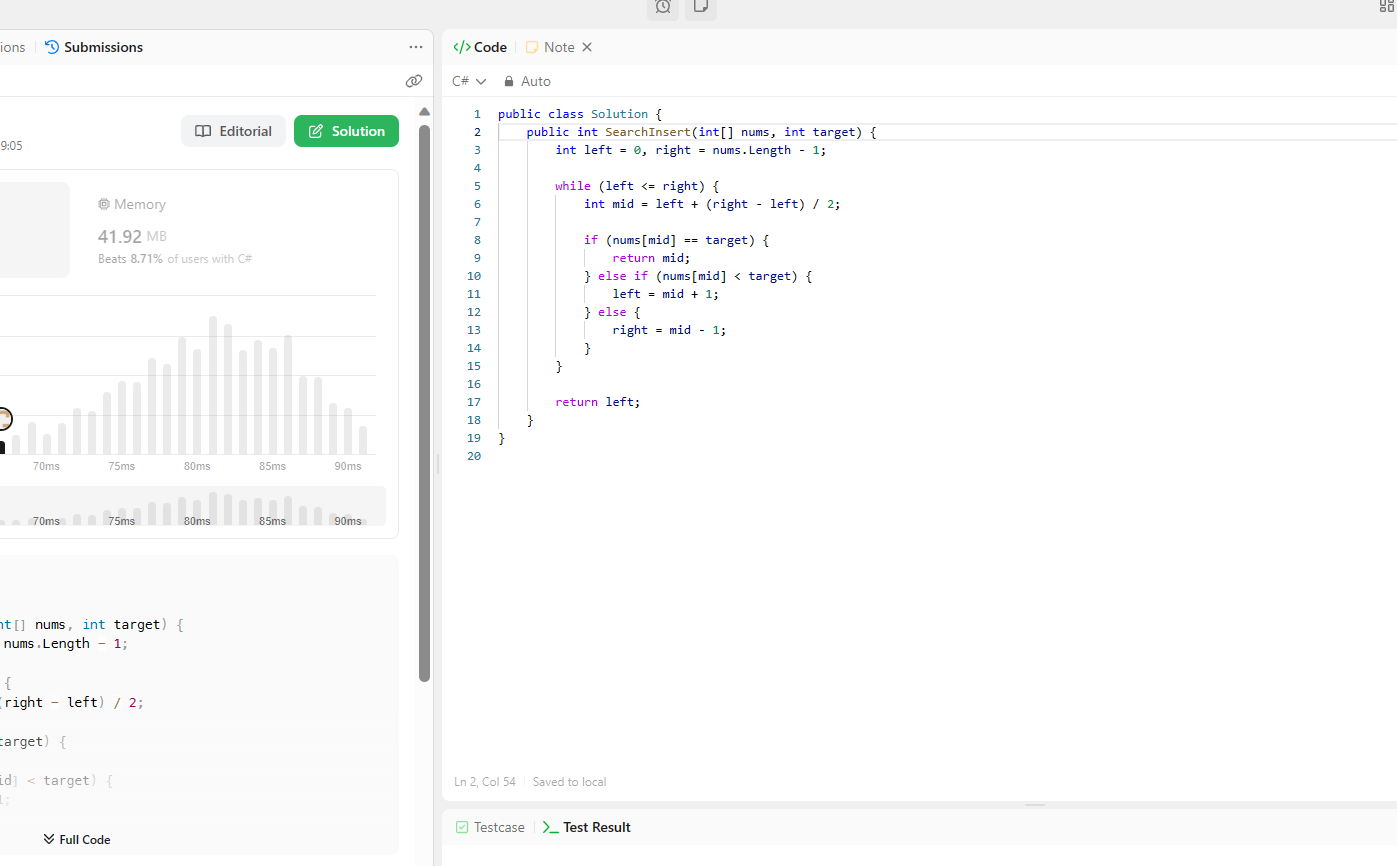 ions
Submissions
Editorial
Solution
9:05
Memory
41.92 MB
Beats 8.71% of users with C#
70ms 75ms 80ms 85ms 90ms
70ms 75ms 80ms 85ms 90ms
nt[] nums, int target) {
nums.Length - 1;
{
(right - left) / 2;
target) {
id] < target) {
1;
Full Code
</> Code
Note
C#
Auto
1 public class Solution {
2 public int SearchInsert(int[] nums, int target) {
3 int left = 0, right = nums.Length - 1;
4
5 while (left <= right) {
6 int mid = left + (right - left) / 2;
7
8 if (nums[mid] == target) {
9 return mid;
10 } else if (nums[mid] < target) {
11 left = mid + 1;
12 } else {
13 right = mid - 1;
14 }
15 }
16
17 return left;
18 }
19 }
20
Ln 2, Col 54
Saved to local
Testcase
Test Result